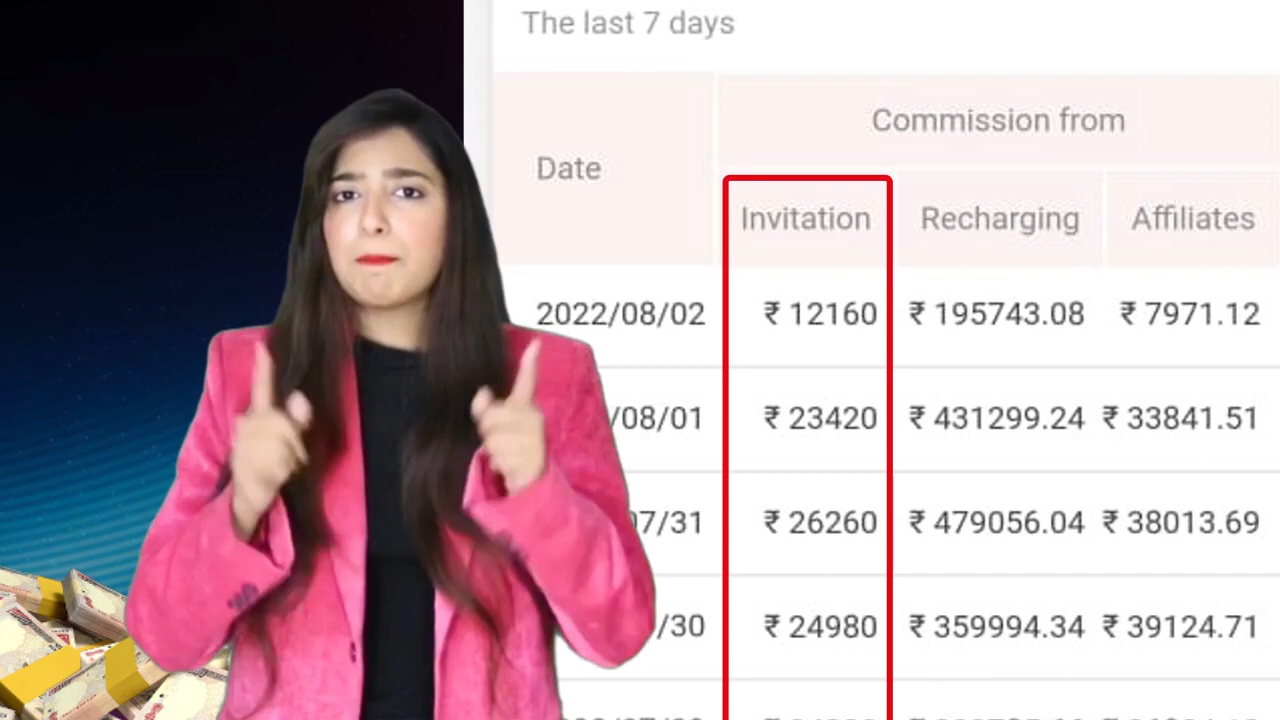 The last 7 days
Commission from
Date
Invitation Recharging Affiliates
2022/08/02 ₹ 12160 ₹ 195743.08 ₹ 7971.12
/08/01 ₹ 23420 ₹ 431299.24 ₹ 33841.51
07/31 ₹ 26260 ₹ 479056.04 ₹ 38013.69
/30 ₹ 24980 ₹ 359994.34 ₹ 39124.71